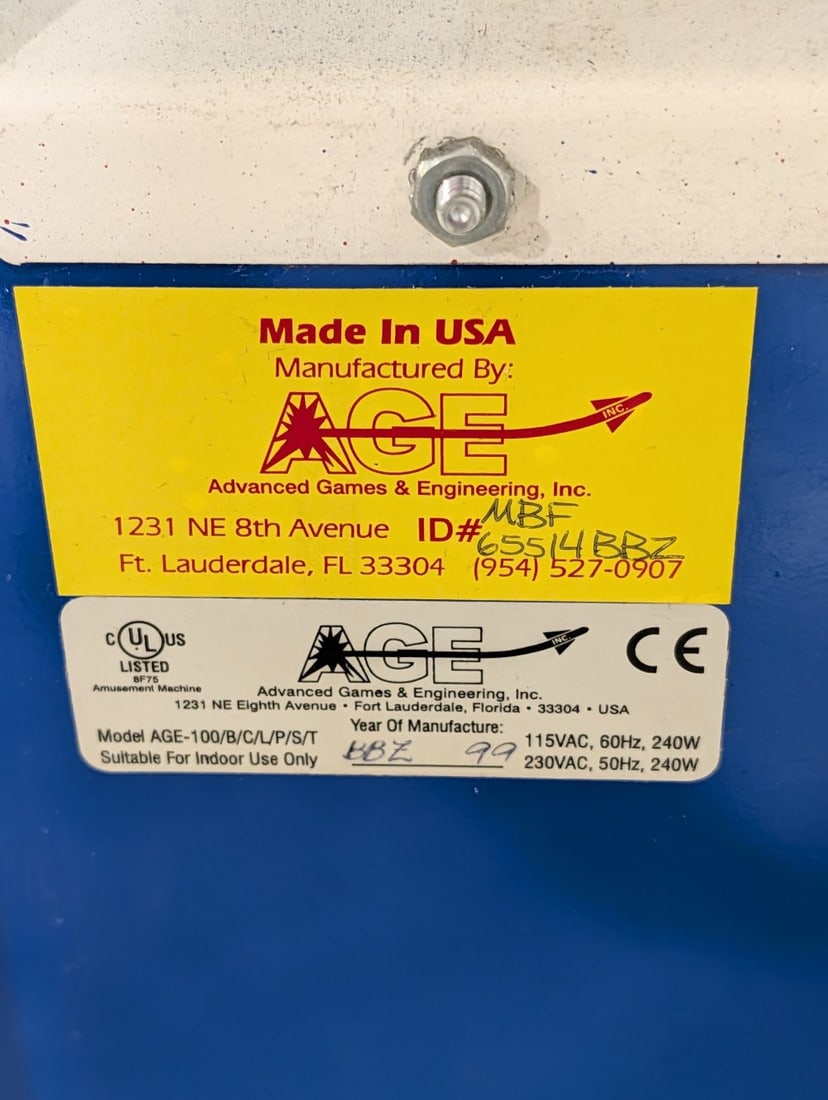 Made In USA
Manufactured By:
AGE INC.
Advanced Games & Engineering, Inc.
1231 NE 8th Avenue ID# MBF
65514BBZ
Ft. Lauderdale, FL 33304 (954) 527-0907
C UL US
LISTED
8F75
Amusement Machine
AGE INC.
CE
Advanced Games & Engineering, Inc.
1231 NE Eighth Avenue • Fort Lauderdale, Florida • 33304 • USA
Model AGE-100/B/C/L/P/S/T
Suitable For Indoor Use Only
Year Of Manufacture:
BBZ 99
115VAC, 60Hz, 240W
230VAC, 50Hz, 240W